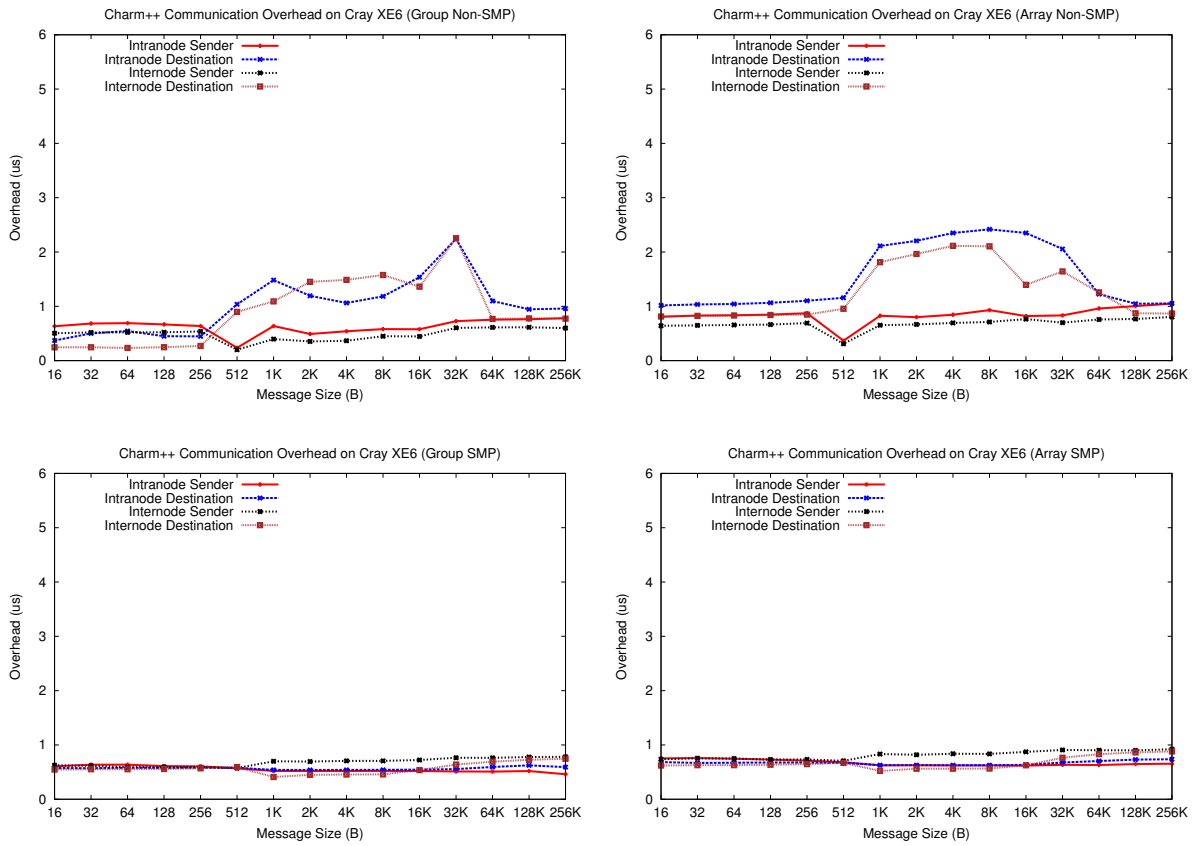 Charm++ Communication Overhead on Cray XE6 (Group Non-SMP)
6
5
4
3
2
1
0
Overhead (us)
Intranode Sender
Intranode Destination
Internode Sender
Internode Destination
16 32 64 128 256 512 1K 2K 4K 8K 16K 32K 64K 128K 256K
Message Size (B)
Charm++ Communication Overhead on Cray XE6 (Array Non-SMP)
6
5
4
3
2
1
0
Overhead (us)
Intranode Sender
Intranode Destination
Internode Sender
Internode Destination
16 32 64 128 256 512 1K 2K 4K 8K 16K 32K 64K 128K 256K
Message Size (B)
Charm++ Communication Overhead on Cray XE6 (Group SMP)
6
5
4
3
2
1
0
Overhead (us)
Intranode Sender
Intranode Destination
Internode Sender
Internode Destination
16 32 64 128 256 512 1K 2K 4K 8K 16K 32K 64K 128K 256K
Message Size (B)
Charm++ Communication Overhead on Cray XE6 (Array SMP)
6
5
4
3
2
1
0
Overhead (us)
Intranode Sender
Intranode Destination
Internode Sender
Internode Destination
16 32 64 128 256 512 1K 2K 4K 8K 16K 32K 64K 128K 256K
Message Size (B)